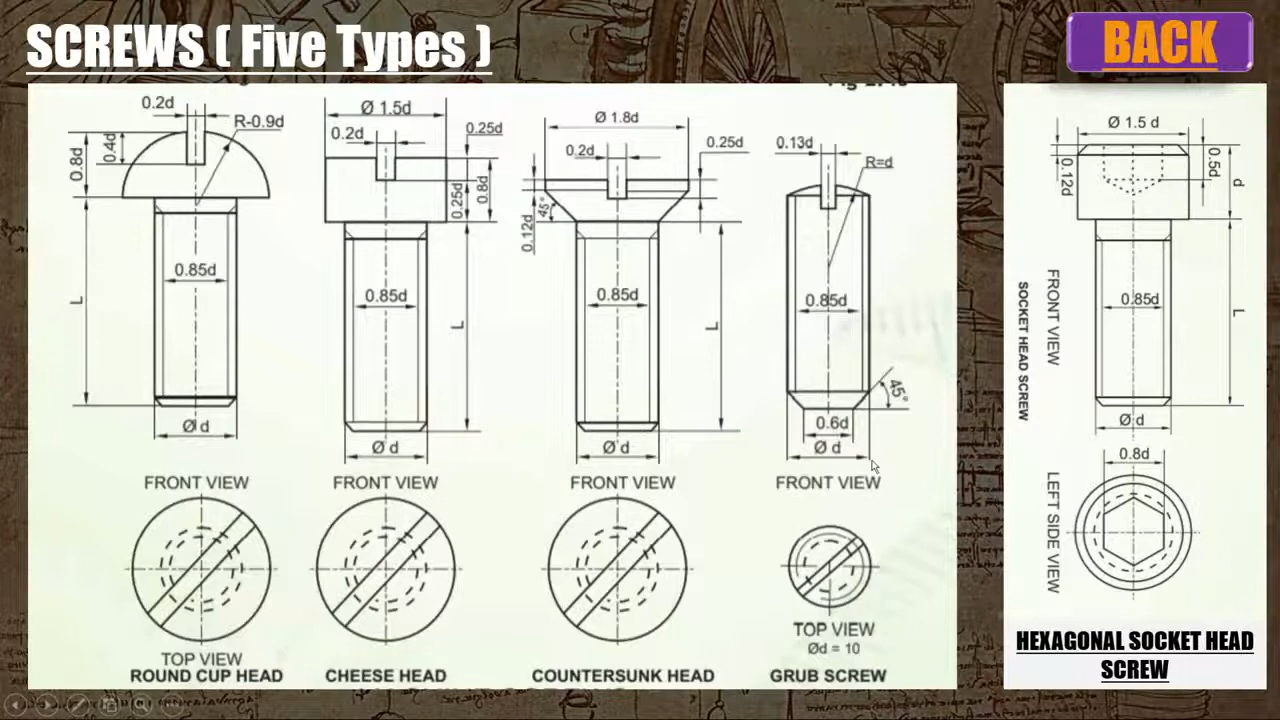 SCREWS ( Five Types )
BACK
0.2d
R-0.9d
0.4d
0.8d
0.85d
L
Ø d
FRONT VIEW
TOP VIEW
ROUND CUP HEAD
Ø 1.5d
0.2d
0.25d
0.8d
0.25d
0.85d
L
Ø d
FRONT VIEW
CHEESE HEAD
Ø 1.8d
0.2d
0.25d
45°
0.12d
0.85d
L
Ø d
FRONT VIEW
COUNTERSUNK HEAD
0.13d
R=d
0.85d
45°
0.6d
Ø d
FRONT VIEW
TOP VIEW
Ød = 10
GRUB SCREW
Ø 1.5 d
0.12d
0.5d
d
0.85d
L
Ø d
FRONT VIEW
SOCKET HEAD SCREW
0.8d
LEFT SIDE VIEW
HEXAGONAL SOCKET HEAD
SCREW